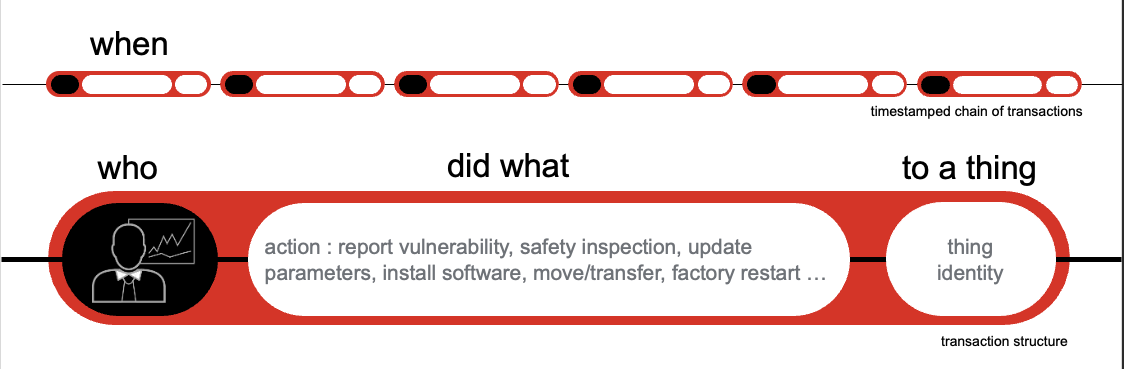 when
timestamped chain of transactions
who
did what
to a thing
action : report vulnerability, safety inspection, update
parameters, install software, move/transfer, factory restart …
thing
identity
transaction structure